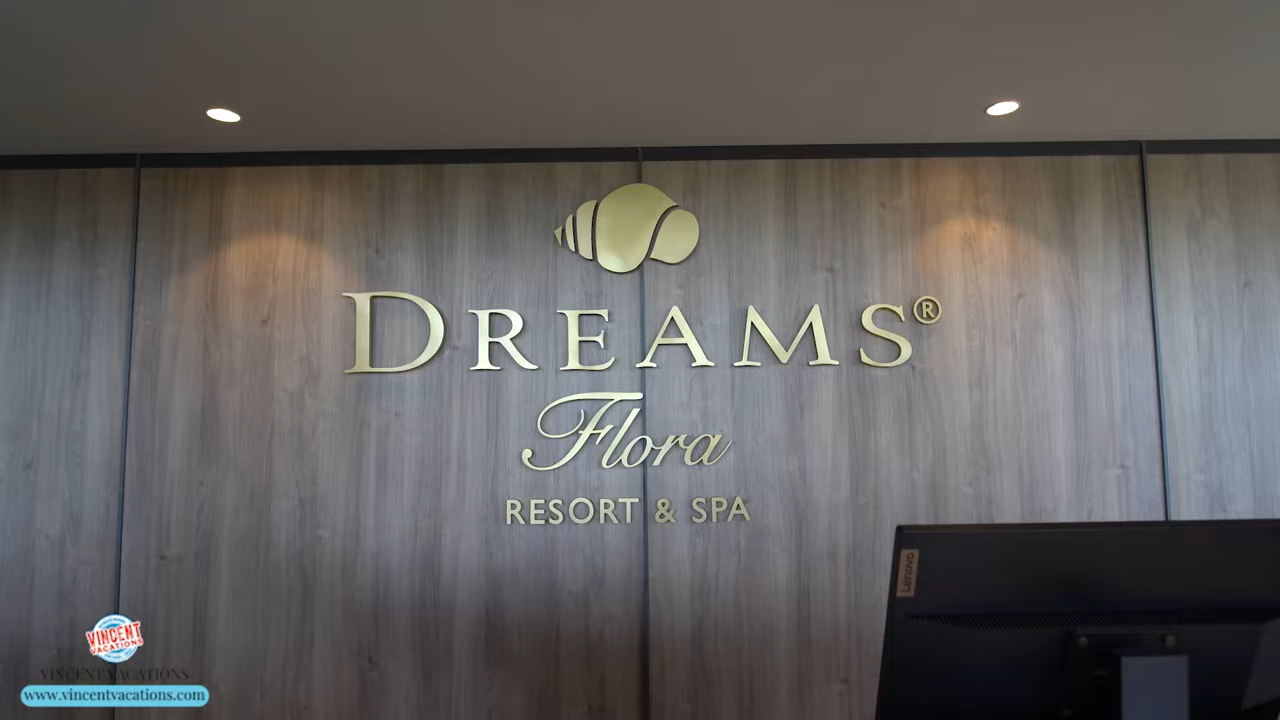 DREAMS®
Flora
RESORT & SPA
Lenovo
VINCENT
VACATIONS
VINCENT VACATIONS
www.vincentvacations.com